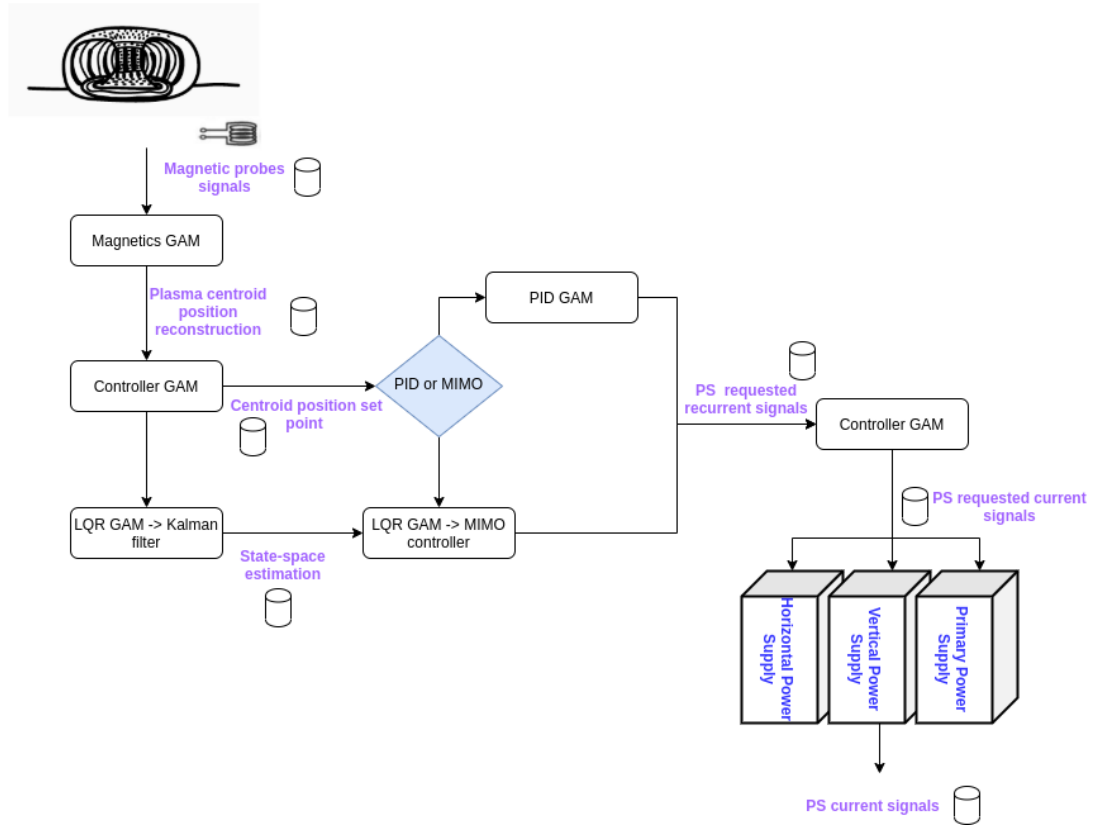 Magnetic probes
signals
Magnetics GAM
Plasma centroid
position
reconstruction
PID GAM
Controller GAM
PID or MIMO
Centroid position set
point
PS  requested
recurrent signals
Controller GAM
LQR GAM -> Kalman
filter
LQR GAM -> MIMO
controller
State-space
estimation
PS requested current
signals
Horizontal Power
Supply
Vertical Power
Supply
Primary Power
Supply
PS current signals